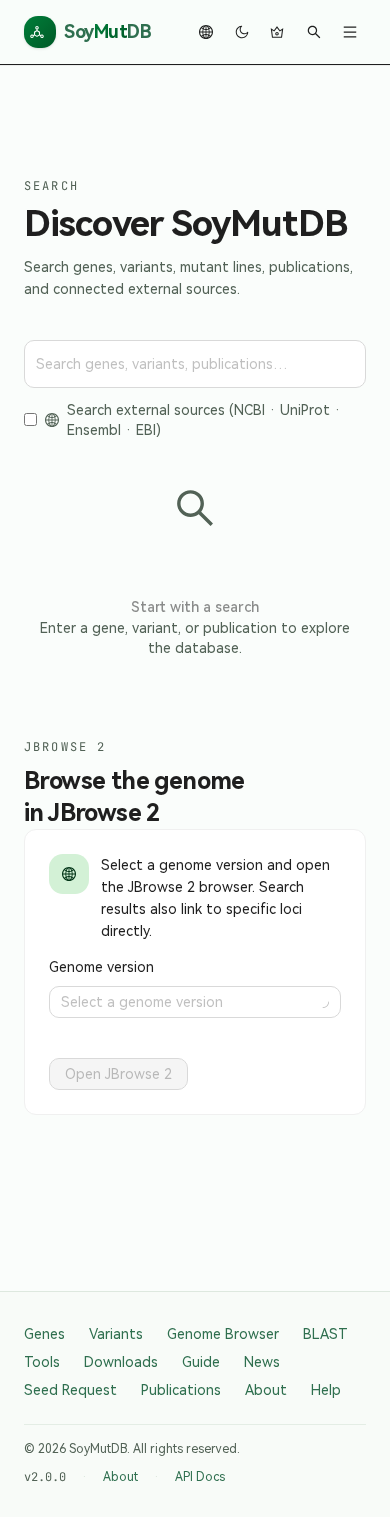 SoyMutDB
SEARCH
Discover SoyMutDB
Search genes, variants, mutant lines, publications,
and connected external sources.
Search genes, variants, publications...
Search external sources (NCBI · UniProt ·
Ensembl · EBI)
Start with a search
Enter a gene, variant, or publication to explore
the database.
JBROWSE 2
Browse the genome
in JBrowse 2
Select a genome version and open
the JBrowse 2 browser. Search
results also link to specific loci
directly.
Genome version
Select a genome version
Open JBrowse 2
Genes Variants Genome Browser BLAST
Tools Downloads Guide News
Seed Request Publications About Help
© 2026 SoyMutDB. All rights reserved.
v2.0.0 · About · API Docs